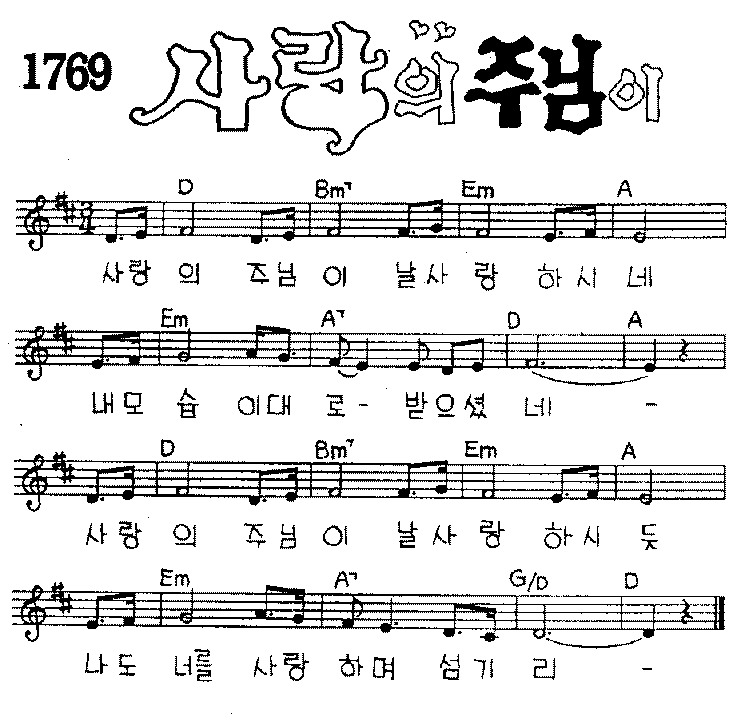 1769 사랑의 주님이
D Bm7 Em A
사랑 의 주님 이 날사 랑 하시 네
Em A7 D A
내모 습 이대 로- 받으셨 네 -
D Bm7 Em A
사랑 의 주님 이 날사 랑 하시 듯
Em A7 G/D D
나도 너를 사랑 하며 섬기 리 -